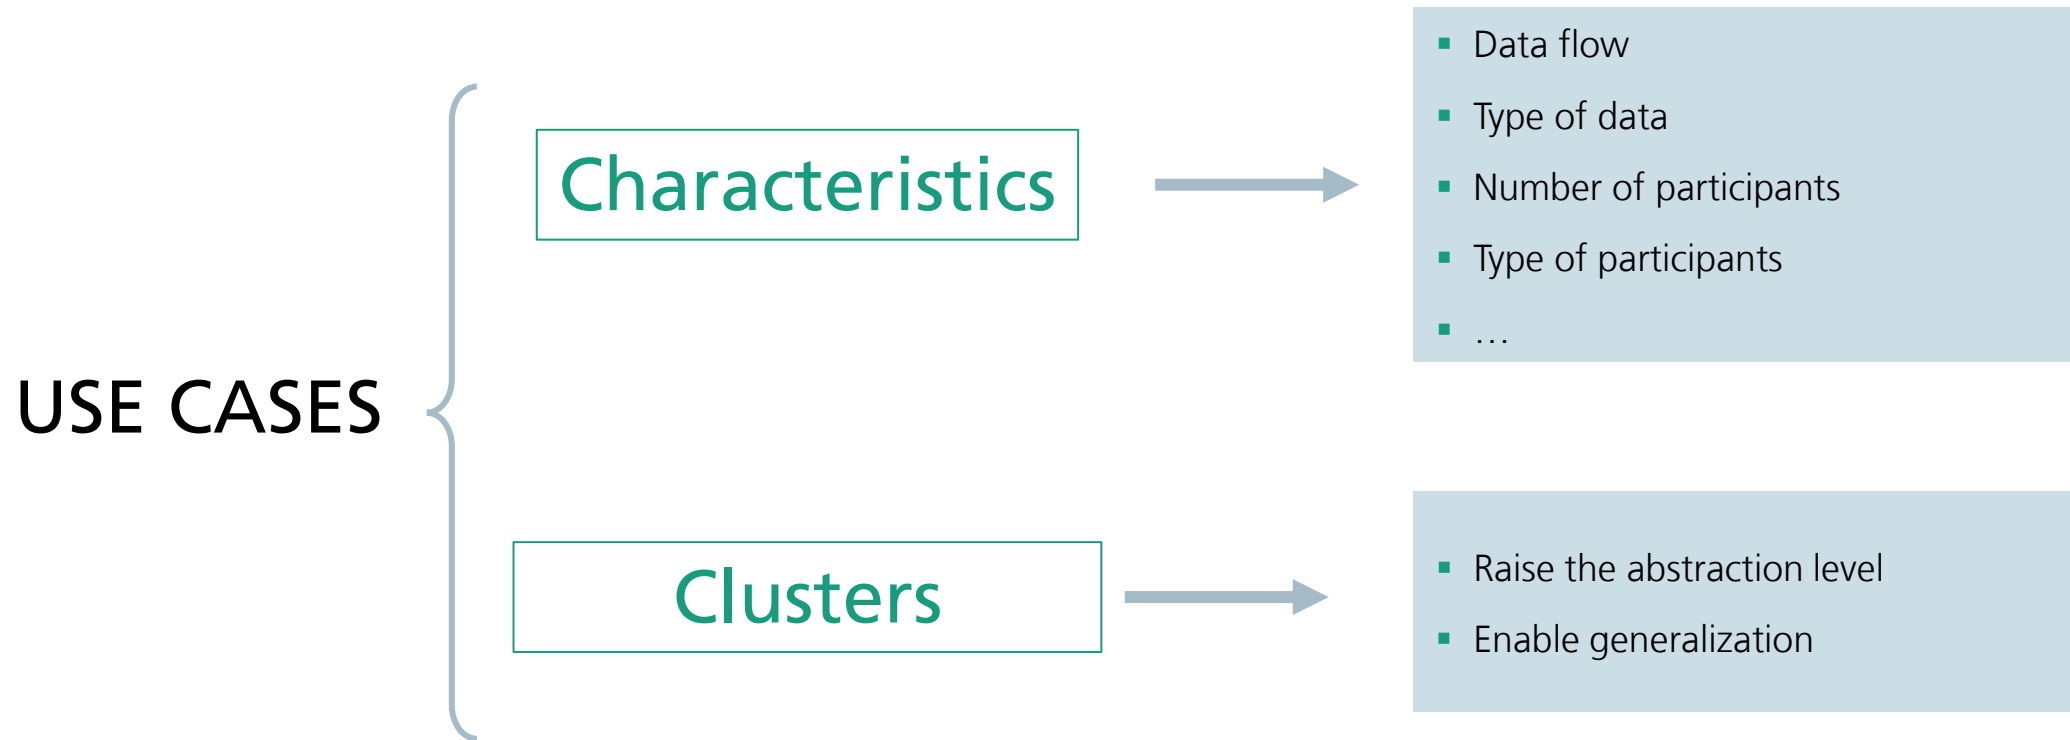 USE CASES
Characteristics
▪ Data flow
▪ Type of data
▪ Number of participants
▪ Type of participants
▪ …
Clusters
▪ Raise the abstraction level
▪ Enable generalization